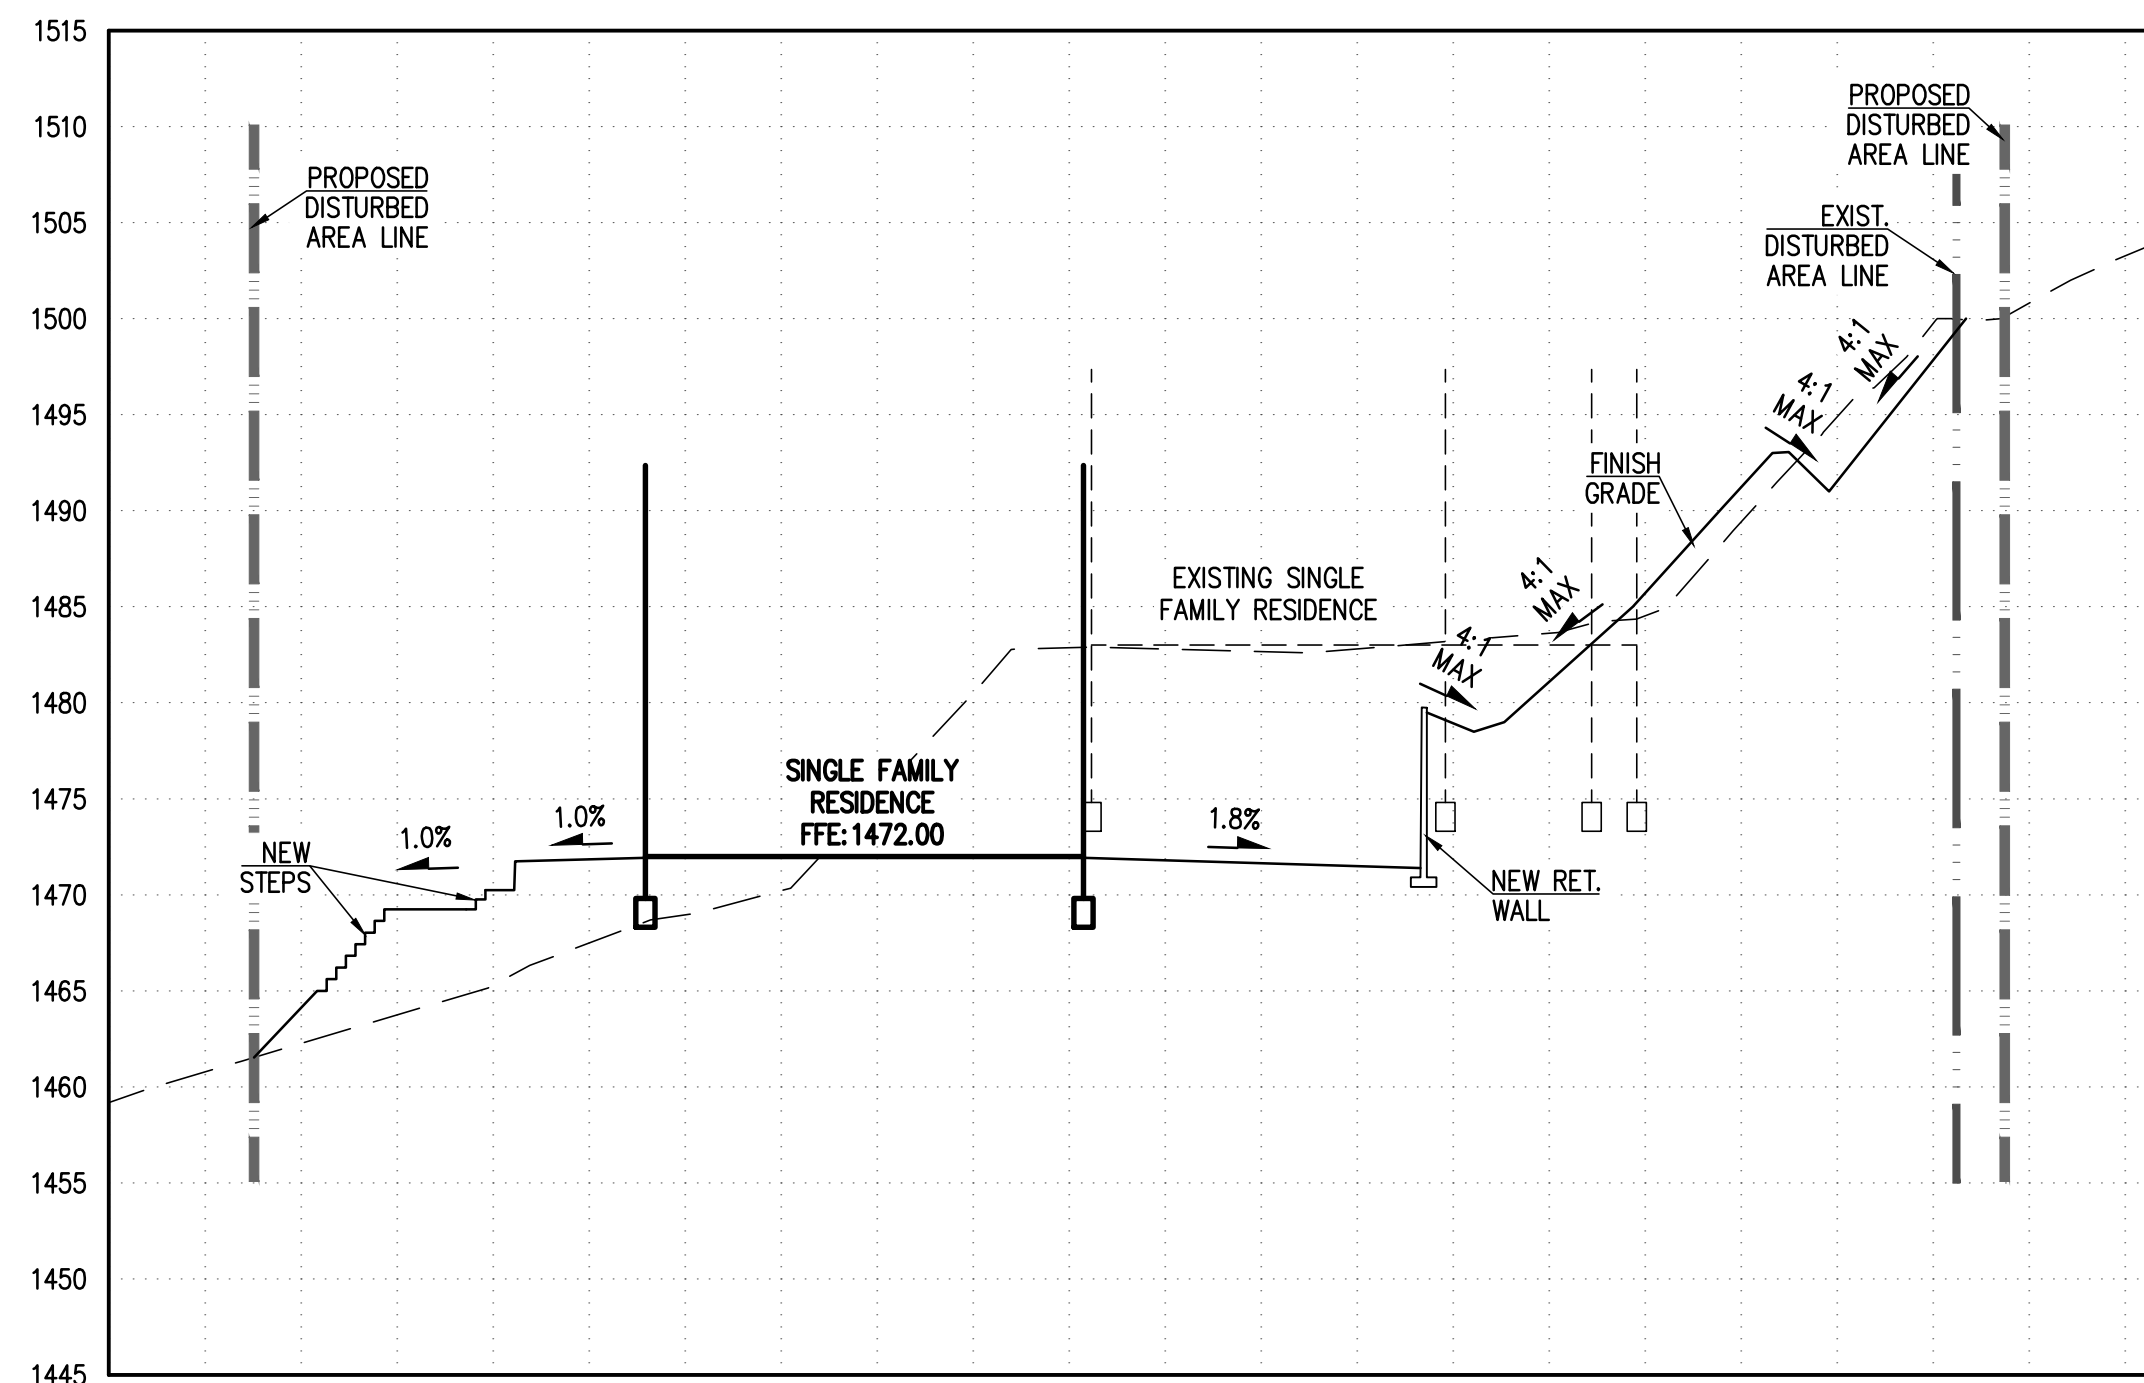 1515
1510
1505
1500
1495
1490
1485
1480
1475
1470
1465
1460
1455
1450
1445
PROPOSED
DISTURBED
AREA LINE
PROPOSED
DISTURBED
AREA LINE
EXIST.
DISTURBED
AREA LINE
4:1
MAX
4:1
MAX
FINISH
GRADE
4:1
MAX
4:1
MAX
EXISTING SINGLE
FAMILY RESIDENCE
SINGLE FAMILY
RESIDENCE
FFE: 1472.00
1.0%
1.0%
1.8%
NEW
STEPS
NEW RET.
WALL